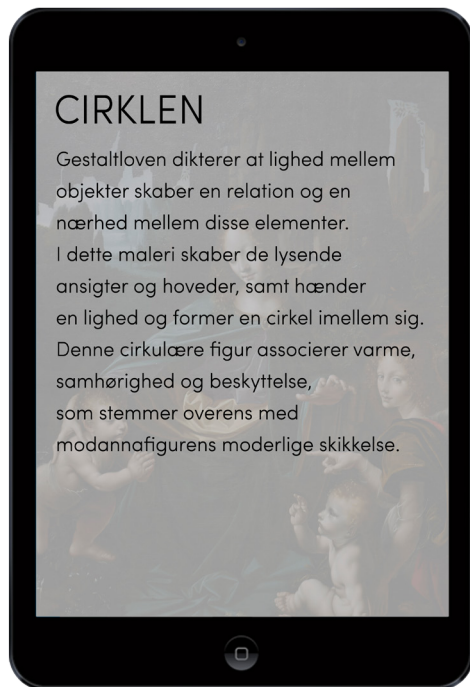 CIRKLEN
Gestaltloven dikterer at lighed mellem
objekter skaber en relation og en
nærhed mellem disse elementer.
I dette maleri skaber de lysende
ansigter og hoveder, samt hænder
en lighed og former en cirkel imellem sig.
Denne cirkulære figur associerer varme,
samhørighed og beskyttelse,
som stemmer overens med
modannafigurens moderlige skikkelse.